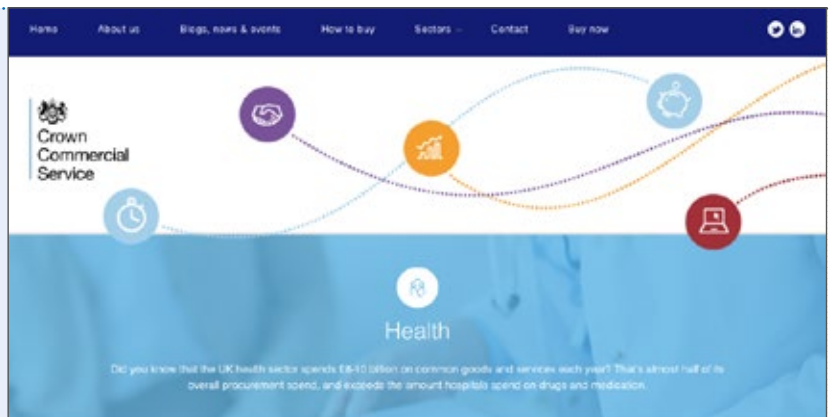 Home About us Blogs, news & events How to buy Sectors Contact Buy now
Crown
Commercial
Service
Health
Did you know that the UK health sector spends £8-10 billion on common goods and services each year? That's almost half of its
overall procurement spend, and exceeds the amount hospitals spend on drugs and medication.